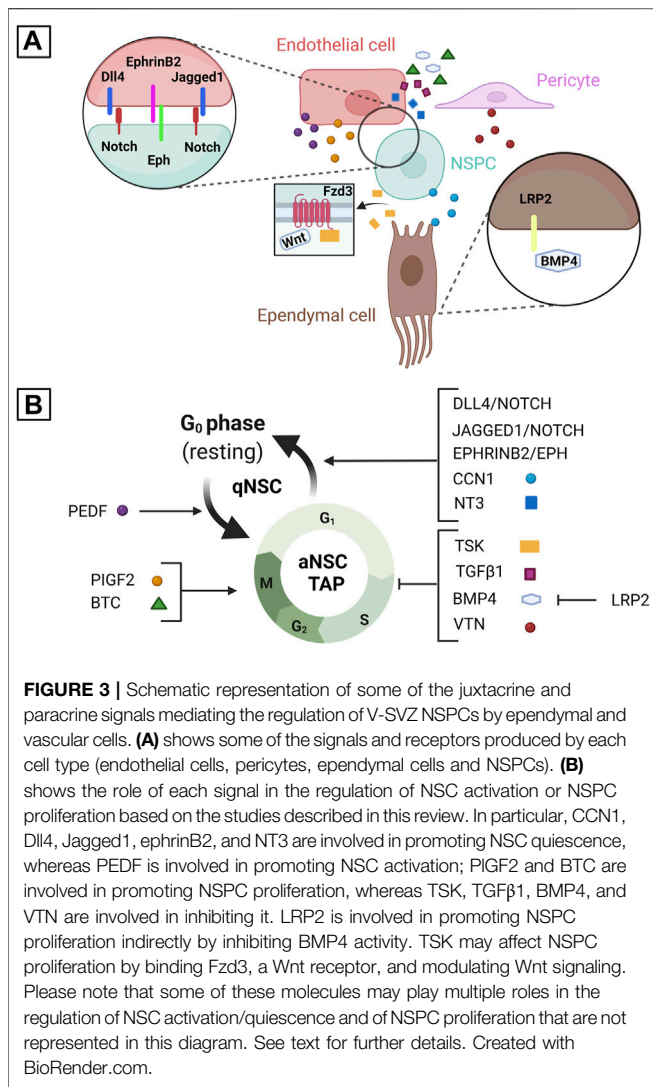 A
Endothelial cell
EphrinB2
Dll4
Jagged1
Notch
Notch
Eph
Pericyte
NSPC
Fzd3
Wnt
LRP2
BMP4
Ependymal cell
B
G0 phase
(resting)
qNSC
PEDF
PIGF2
BTC
G1
aNSC
TAP
M
G2
S
DLL4/NOTCH
JAGGED1/NOTCH
EPHRINB2/EPH
CCN1
NT3
TSK
TGFβ1
BMP4
VTN
LRP2
FIGURE 3 | Schematic representation of some of the juxtacrine and
paracrine signals mediating the regulation of V-SVZ NSPCs by ependymal and
vascular cells. (A) shows some of the signals and receptors produced by each
cell type (endothelial cells, pericytes, ependymal cells and NSPCs). (B)
shows the role of each signal in the regulation of NSC activation or NSPC
proliferation based on the studies described in this review. In particular, CCN1,
Dll4, Jagged1, ephrinB2, and NT3 are involved in promoting NSC quiescence,
whereas PEDF is involved in promoting NSC activation; PlGF2 and BTC are
involved in promoting NSPC proliferation, whereas TSK, TGFβ1, BMP4, and
VTN are involved in inhibiting it. LRP2 is involved in promoting NSPC
proliferation indirectly by inhibiting BMP4 activity. TSK may affect NSPC
proliferation by binding Fzd3, a Wnt receptor, and modulating Wnt signaling.
Please note that some of these molecules may play multiple roles in the
regulation of NSC activation/quiescence and of NSPC proliferation that are not
represented in this diagram. See text for further details. Created with
BioRender.com.